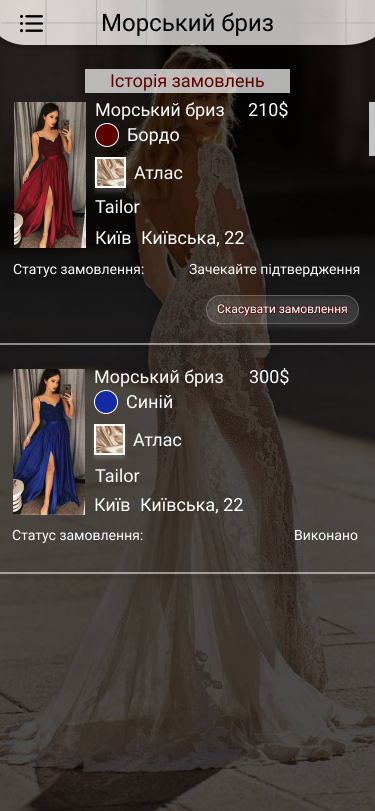 Морський бриз
Історія замовлень
Морський бриз 210$
Бордо
Атлас
Tailor
Київ Київська, 22
Статус замовлення: Зачекайте підтвердження
Скасувати замовлення
Морський бриз 300$
Синій
Атлас
Tailor
Київ Київська, 22
Статус замовлення: Виконано